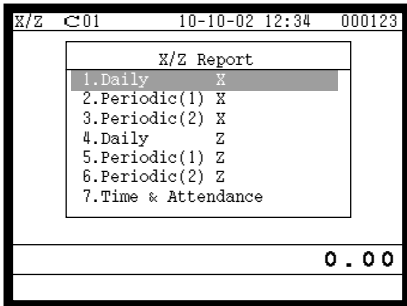 X/Z C01 10-10-02 12:34 000123
X/Z Report
1.Daily X
2.Periodic(1) X
3.Periodic(2) X
4.Daily Z
5.Periodic(1) Z
6.Periodic(2) Z
7.Time & Attendance
0.00